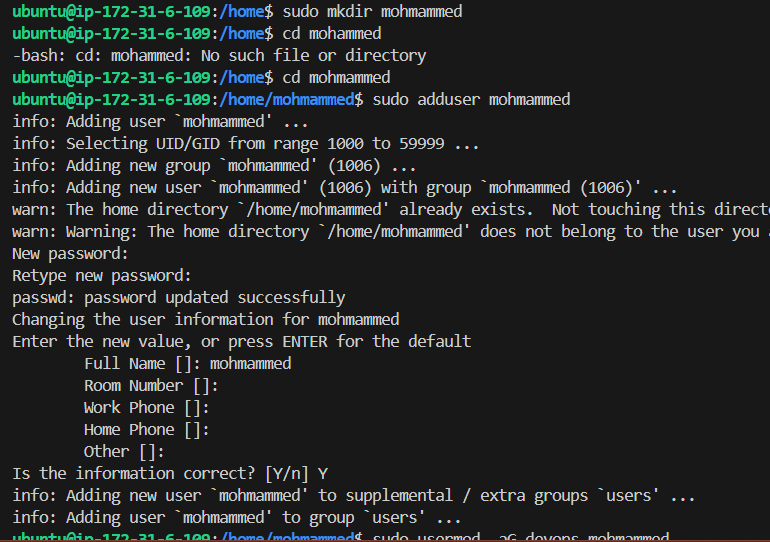 ubuntu@ip-172-31-6-109:/home$ sudo mkdir mohmammed
ubuntu@ip-172-31-6-109:/home$ cd mohammed
-bash: cd: mohammed: No such file or directory
ubuntu@ip-172-31-6-109:/home$ cd mohmammed
ubuntu@ip-172-31-6-109:/home/mohmammed$ sudo adduser mohmammed
info: Adding user `mohmammed' ...
info: Selecting UID/GID from range 1000 to 59999 ...
info: Adding new group `mohmammed' (1006) ...
info: Adding new user `mohmammed' (1006) with group `mohmammed (1006)' ...
warn: The home directory `/home/mohmammed' already exists.  Not touching this direct
warn: Warning: The home directory `/home/mohmammed' does not belong to the user you
New password:
Retype new password:
passwd: password updated successfully
Changing the user information for mohmammed
Enter the new value, or press ENTER for the default
Full Name []: mohmammed
Room Number []:
Work Phone []:
Home Phone []:
Other []:
Is the information correct? [Y/n] Y
info: Adding new user `mohmammed' to supplemental / extra groups `users' ...
info: Adding user `mohmammed' to group `users' ...
ubuntu@ip-172-31-6-109:/home/mohmammed$ sudo usermod -aG devops mohmammed